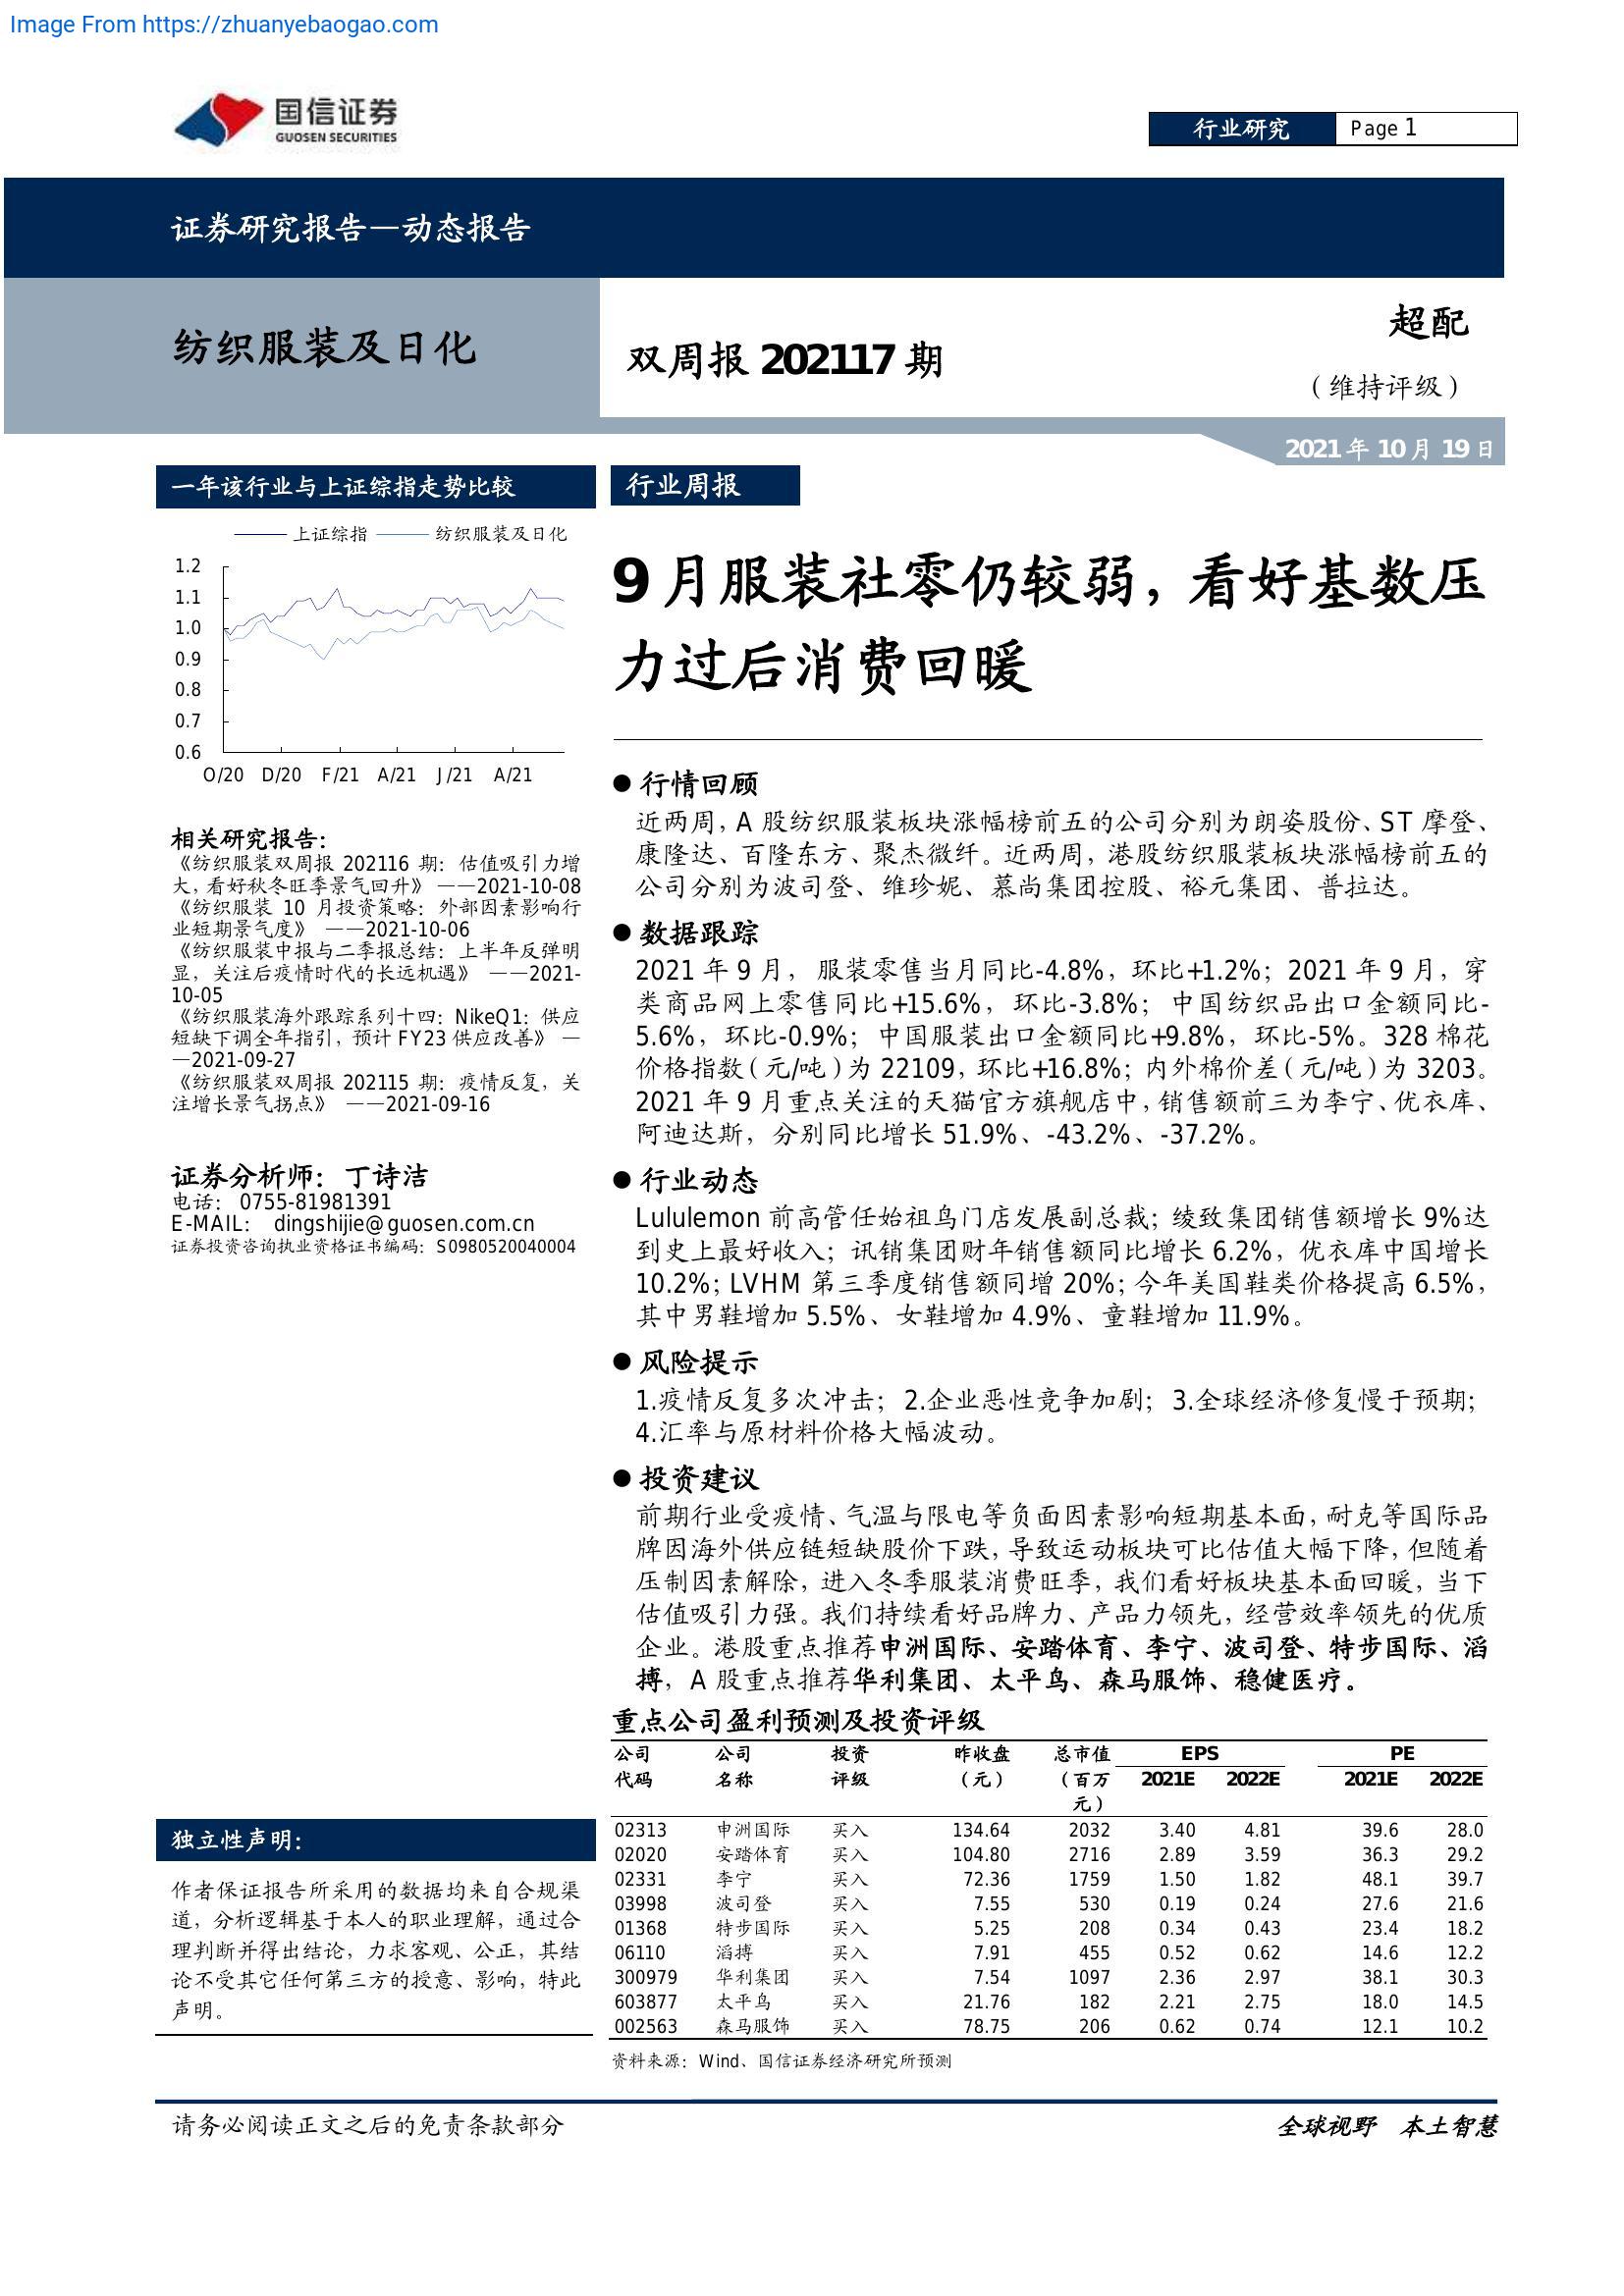 Image From https://zhuanyebaogao.com
国信证券
GUOSEN SECURITIES
行业研究
Page 1
证券研究报告—动态报告
纺织服装及日化
双周报 202117 期
超配
（维持评级）
2021 年 10 月 19 日
一年该行业与上证综指走势比较
上证综指 纺织服装及日化
1.2
1.1
1.0
0.9
0.8
0.7
0.6
O/20 D/20 F/21 A/21 J/21 A/21
相关研究报告：
《纺织服装双周报 202116 期：估值吸引力增
大，看好秋冬旺季景气回升》 ——2021-10-08
《纺织服装 10 月投资策略：外部因素影响行
业短期景气度》 ——2021-10-06
《纺织服装中报与二季报总结：上半年反弹明
显，关注后疫情时代的长远机遇》 ——2021-
10-05
《纺织服装海外跟踪系列十四：NikeQ1：供应
短缺下调全年指引，预计 FY23 供应改善》 —
—2021-09-27
《纺织服装双周报 202115 期：疫情反复，关
注增长景气拐点》 ——2021-09-16
证券分析师：丁诗洁
电话： 0755-81981391
E-MAIL： dingshijie@guosen.com.cn
证券投资咨询执业资格证书编码：S0980520040004
独立性声明：
作者保证报告所采用的数据均来自合规渠
道，分析逻辑基于本人的职业理解，通过合
理判断并得出结论，力求客观、公正，其结
论不受其它任何第三方的授意、影响，特此
声明。
行业周报
9 月服装社零仍较弱，看好基数压
力过后消费回暖
● 行情回顾
近两周，A 股纺织服装板块涨幅榜前五的公司分别为朗姿股份、ST 摩登、
康隆达、百隆东方、聚杰微纤。近两周，港股纺织服装板块涨幅榜前五的
公司分别为波司登、维珍妮、慕尚集团控股、裕元集团、普拉达。
● 数据跟踪
2021 年 9 月，服装零售当月同比-4.8%，环比+1.2%；2021 年 9 月，穿
类商品网上零售同比+15.6%，环比-3.8%；中国纺织品出口金额同比-
5.6%，环比-0.9%；中国服装出口金额同比+9.8%，环比-5%。328 棉花
价格指数（元/吨）为 22109，环比+16.8%；内外棉价差（元/吨）为 3203。
2021 年 9 月重点关注的天猫官方旗舰店中，销售额前三为李宁、优衣库、
阿迪达斯，分别同比增长 51.9%、-43.2%、-37.2%。
● 行业动态
Lululemon 前高管任始祖鸟门店发展副总裁；绫致集团销售额增长 9%达
到史上最好收入；讯销集团财年销售额同比增长 6.2%，优衣库中国增长
10.2%；LVHM 第三季度销售额同增 20%；今年美国鞋类价格提高 6.5%，
其中男鞋增加 5.5%、女鞋增加 4.9%、童鞋增加 11.9%。
● 风险提示
1.疫情反复多次冲击；2.企业恶性竞争加剧；3.全球经济修复慢于预期；
4.汇率与原材料价格大幅波动。
● 投资建议
前期行业受疫情、气温与限电等负面因素影响短期基本面，耐克等国际品
牌因海外供应链短缺股价下跌，导致运动板块可比估值大幅下降，但随着
压制因素解除，进入冬季服装消费旺季，我们看好板块基本面回暖，当下
估值吸引力强。我们持续看好品牌力、产品力领先，经营效率领先的优质
企业。港股重点推荐申洲国际、安踏体育、李宁、波司登、特步国际、滔
搏，A 股重点推荐华利集团、太平鸟、森马服饰、稳健医疗。
重点公司盈利预测及投资评级
公司 公司 投资 昨收盘 总市值 EPS PE
代码 名称 评级 （元） （百万 2021E 2022E 2021E 2022E
元）
02313 申洲国际 买入 134.64 2032 3.40 4.81 39.6 28.0
02020 安踏体育 买入 104.80 2716 2.89 3.59 36.3 29.2
02331 李宁 买入 72.36 1759 1.50 1.82 48.1 39.7
03998 波司登 买入 7.55 530 0.19 0.24 27.6 21.6
01368 特步国际 买入 5.25 208 0.34 0.43 23.4 18.2
06110 滔搏 买入 7.91 455 0.52 0.62 14.6 12.2
300979 华利集团 买入 7.54 1097 2.36 2.97 38.1 30.3
603877 太平鸟 买入 21.76 182 2.21 2.75 18.0 14.5
002563 森马服饰 买入 78.75 206 0.62 0.74 12.1 10.2
资料来源：Wind、国信证券经济研究所预测
请务必阅读正文之后的免责条款部分
全球视野 本土智慧